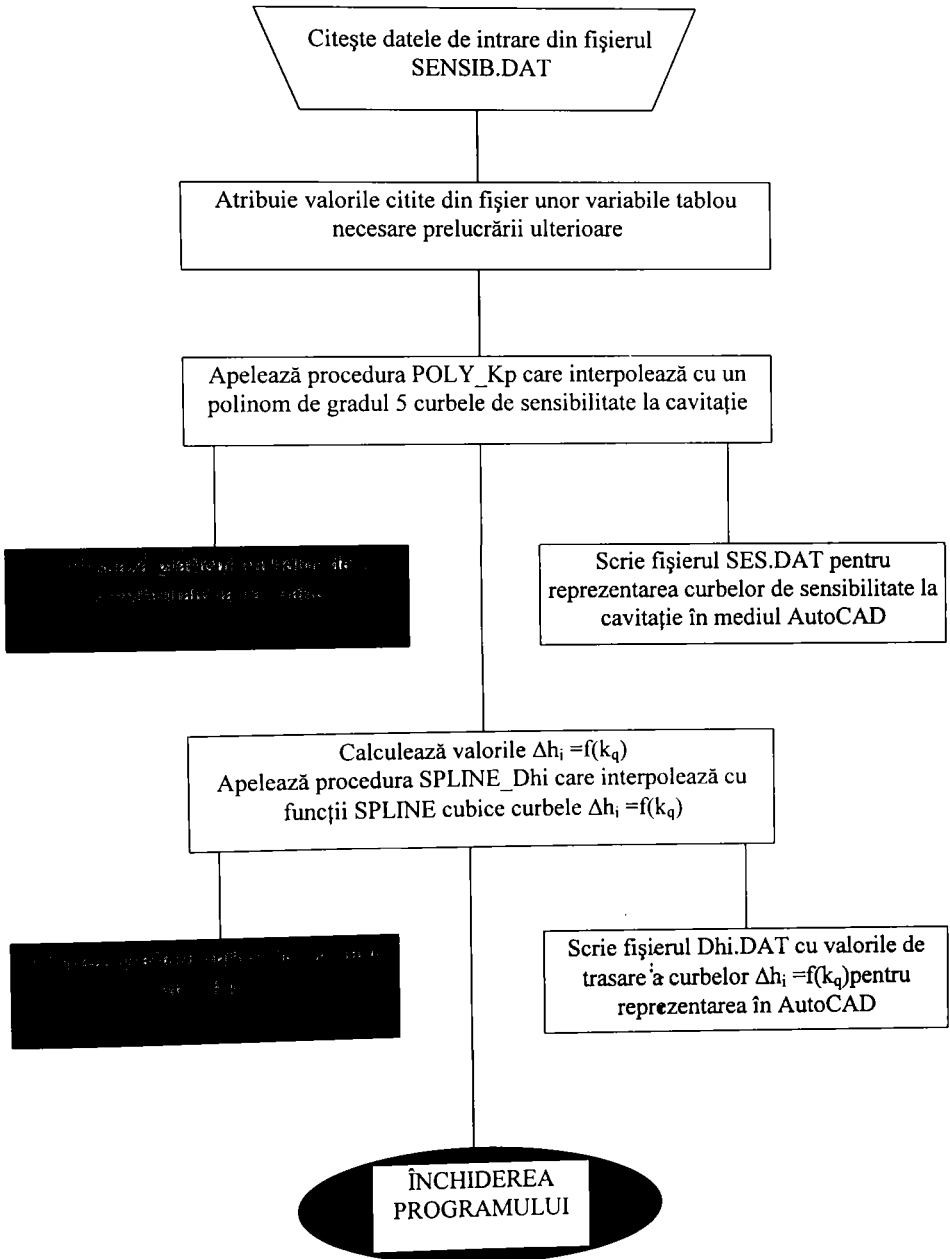 Citeşte datele de intrare din fişierul
SENSIB.DAT
Atribuie valorile citite din fişier unor variabile tablou
necesare prelucrării ulterioare
Apelează procedura POLY_Kp care interpolează cu un
polinom de gradul 5 curbele de sensibilitate la cavitaţie
Scrie fişierul SES.DAT pentru
reprezentarea curbelor de sensibilitate la
cavitaţie în mediul AutoCAD
Calculează valorile Δhᵢ =f(k_q)
Apelează procedura SPLINE_Dhi care interpolează cu
funcţii SPLINE cubice curbele Δhᵢ =f(k_q)
Scrie fişierul Dhi.DAT cu valorile de
trasare a curbelor Δhᵢ =f(k_q)pentru
reprezentarea în AutoCAD
ÎNCHIDEREA
PROGRAMULUI